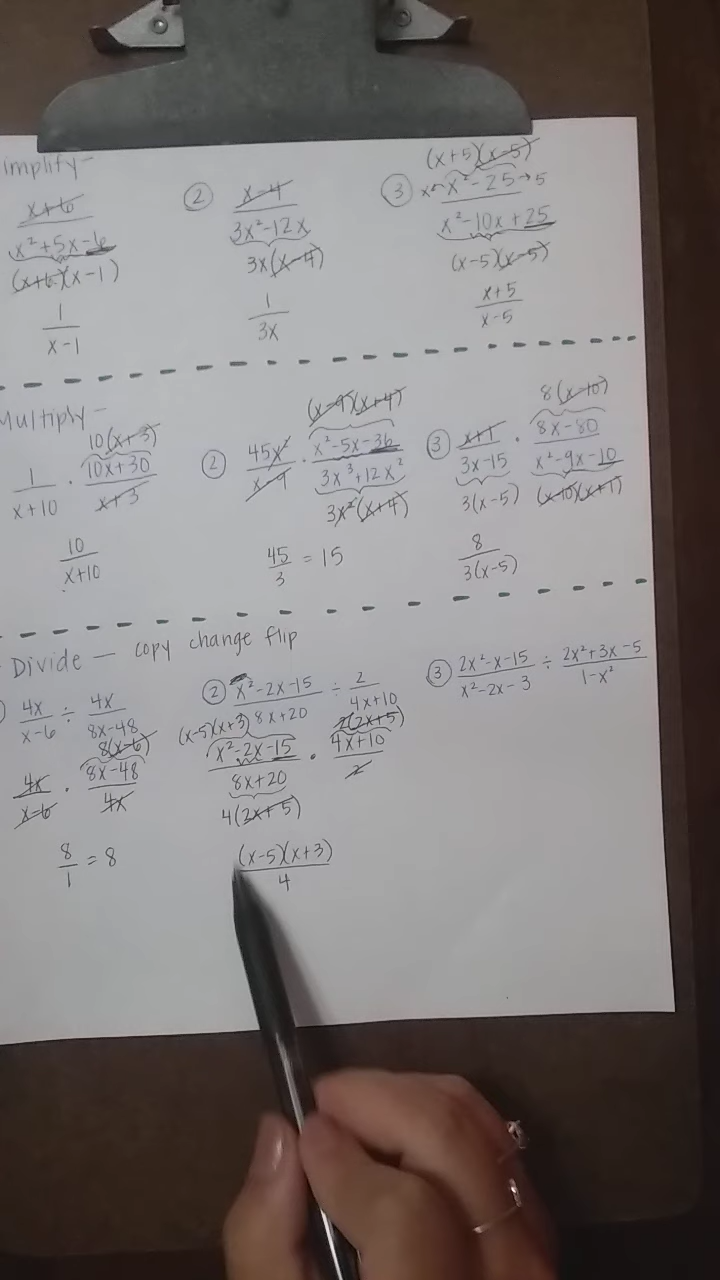 implify-
x+6
x²+5x-6
(x+6)(x-1)
1
x-1
② x-4
3x²-12x
3x(x-4)
1
3x
(x+5)(x-5)
③ x↶x²-25→5
x²-10x+25
(x-5)(x-5)
x+5
x-5
Multiply-
10(x+3)
1/x+10 · 10x+30/x+3
10
x+10
(x-9)(x+4)
② 45x²/x-9 · x²-5x-36/3x³+12x²
3x²(x+4)
45/3 = 15
8(x-10)
③ x+1/3x-15 · 8x-80/x²-9x-10
3(x-5) (x-10)(x+1)
8
3(x-5)
Divide — copy change flip
4x/x-6 ÷ 4x/8x-48
8(x-6)
4x/x-6 · 8x-48/4x
8/1 = 8
② x²-2x-15/8x+20 ÷ 2/4x+10
(x-5)(x+3) 2(2x+5)
x²-2x-15/8x+20 · 4x+10/2
4(2x+5)
(x-5)(x+3)
4
③ 2x²-x-15/x²-2x-3 ÷ 2x²+3x-5/1-x²